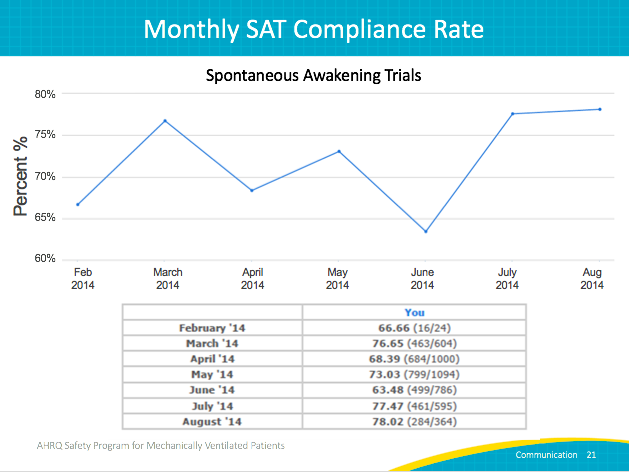 Monthly SAT Compliance Rate
Spontaneous Awakening Trials
Percent %
80%
75%
70%
65%
60%
Feb 2014
March 2014
April 2014
May 2014
June 2014
July 2014
Aug 2014
You
February '14 66.66 (16/24)
March '14 76.65 (463/604)
April '14 68.39 (684/1000)
May '14 73.03 (799/1094)
June '14 63.48 (499/786)
July '14 77.47 (461/595)
August '14 78.02 (284/364)
AHRQ Safety Program for Mechanically Ventilated Patients
Communication 21